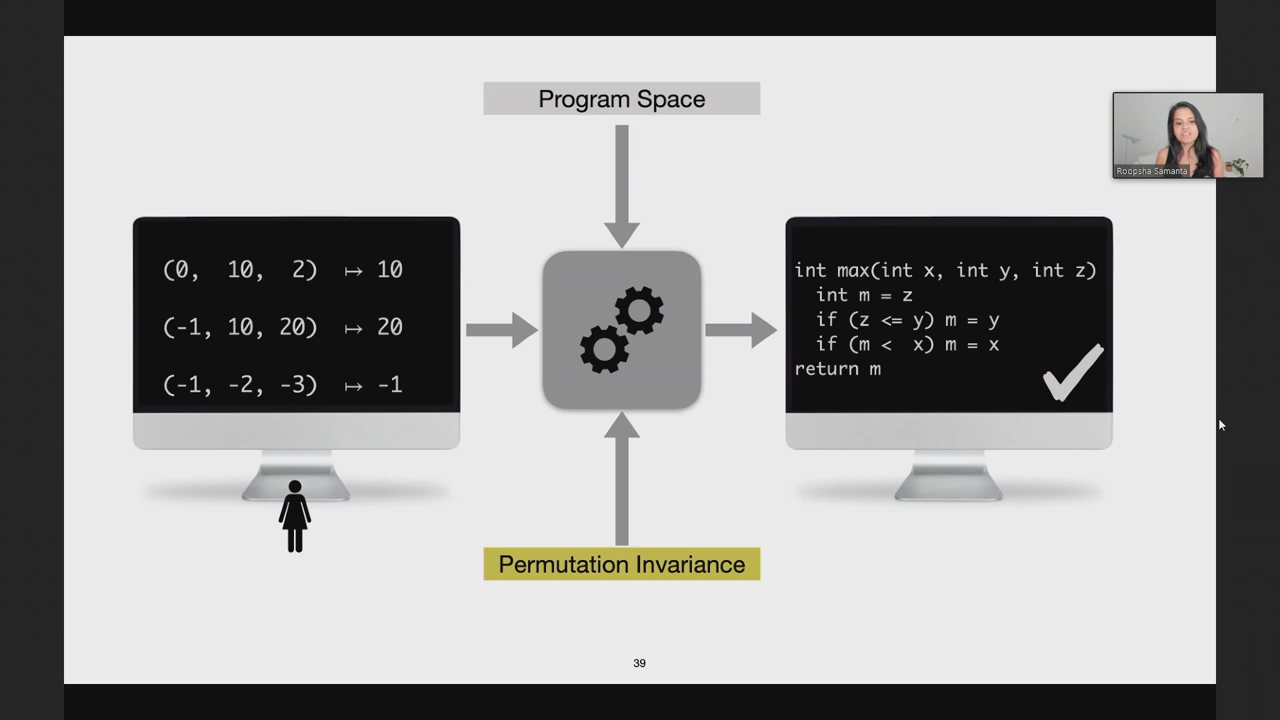 Program Space
Roopsha Samanta
(0, 10, 2) ↦ 10
(-1, 10, 20) ↦ 20
(-1, -2, -3) ↦ -1
int max(int x, int y, int z)
int m = z
if (z <= y) m = y
if (m < x) m = x
return m
Permutation Invariance
39